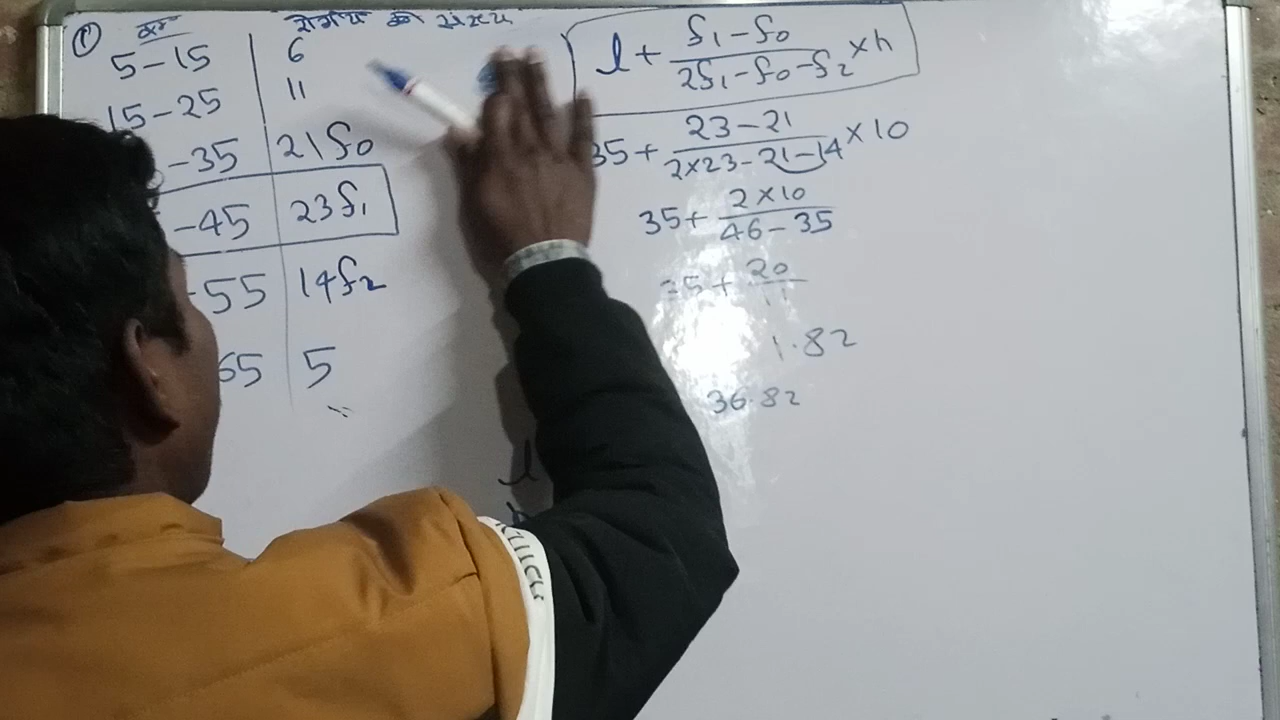 ① वर्ग रोगियों की संख्या
5-15 6
15-25 11
-35 21 f₀
-45 23 f₁
-55 14 f₂
65 5
l + (f₁ - f₀)/(2f₁ - f₀ - f₂) × h
35 + (23 - 21)/(2×23 - 21 - 14) × 10
35 + (2×10)/(46 - 35)
35 + 20/11
1.82
36.82
l